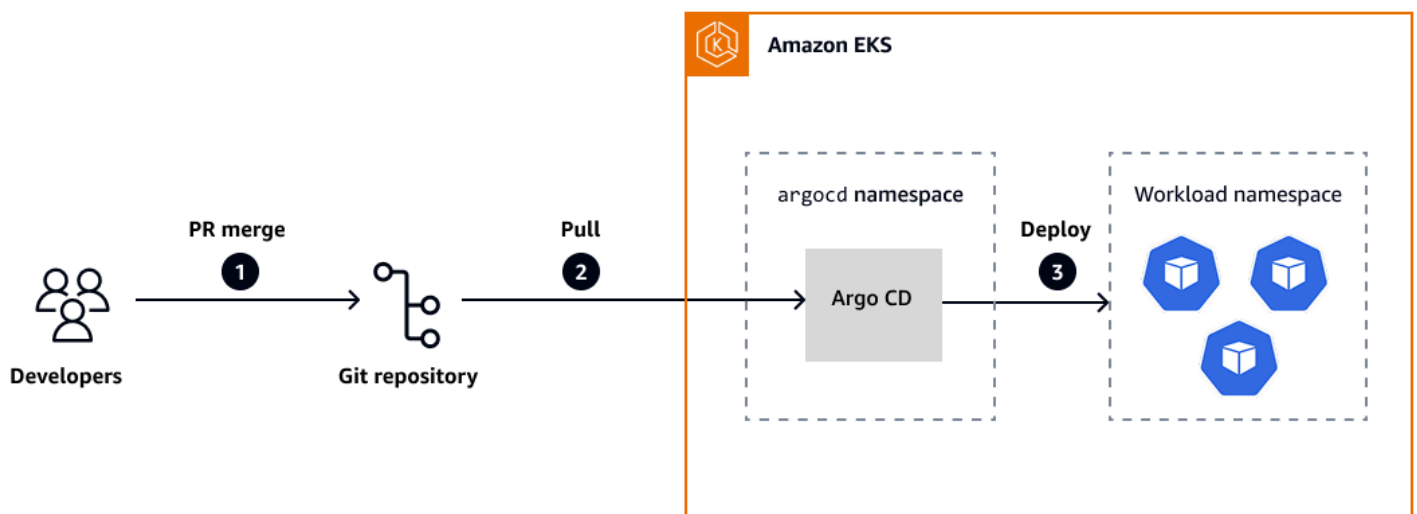 Amazon EKS
argocd namespace
Workload namespace
PR merge
Pull
Deploy
1
2
3
Argo CD
Developers
Git repository